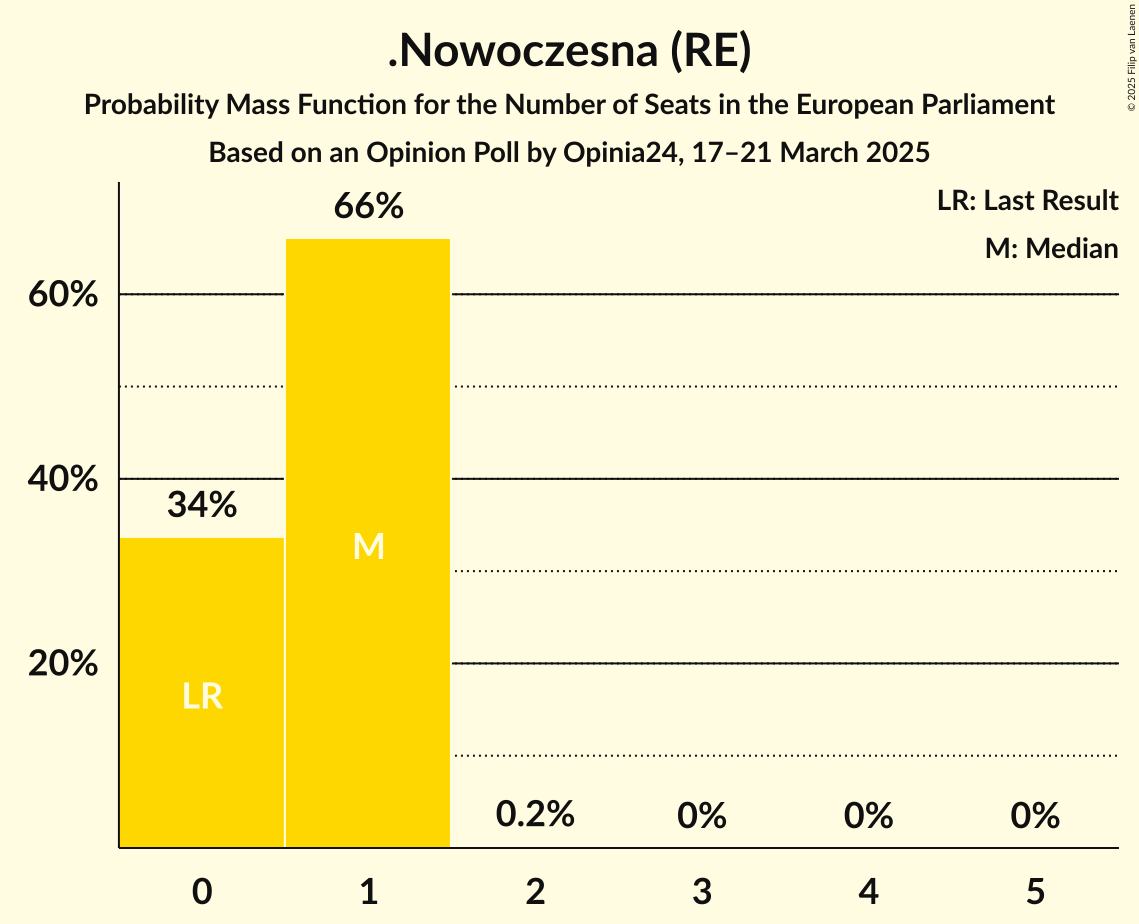 .Nowoczesna (RE)
Probability Mass Function for the Number of Seats in the European Parliament
Based on an Opinion Poll by Opinia24, 17–21 March 2025
© 2025 Filip van Laenen
LR: Last Result
M: Median
66%
60%
40%
34%
M
20%
LR
0.2%
0%
0%
0%
0
1
2
3
4
5